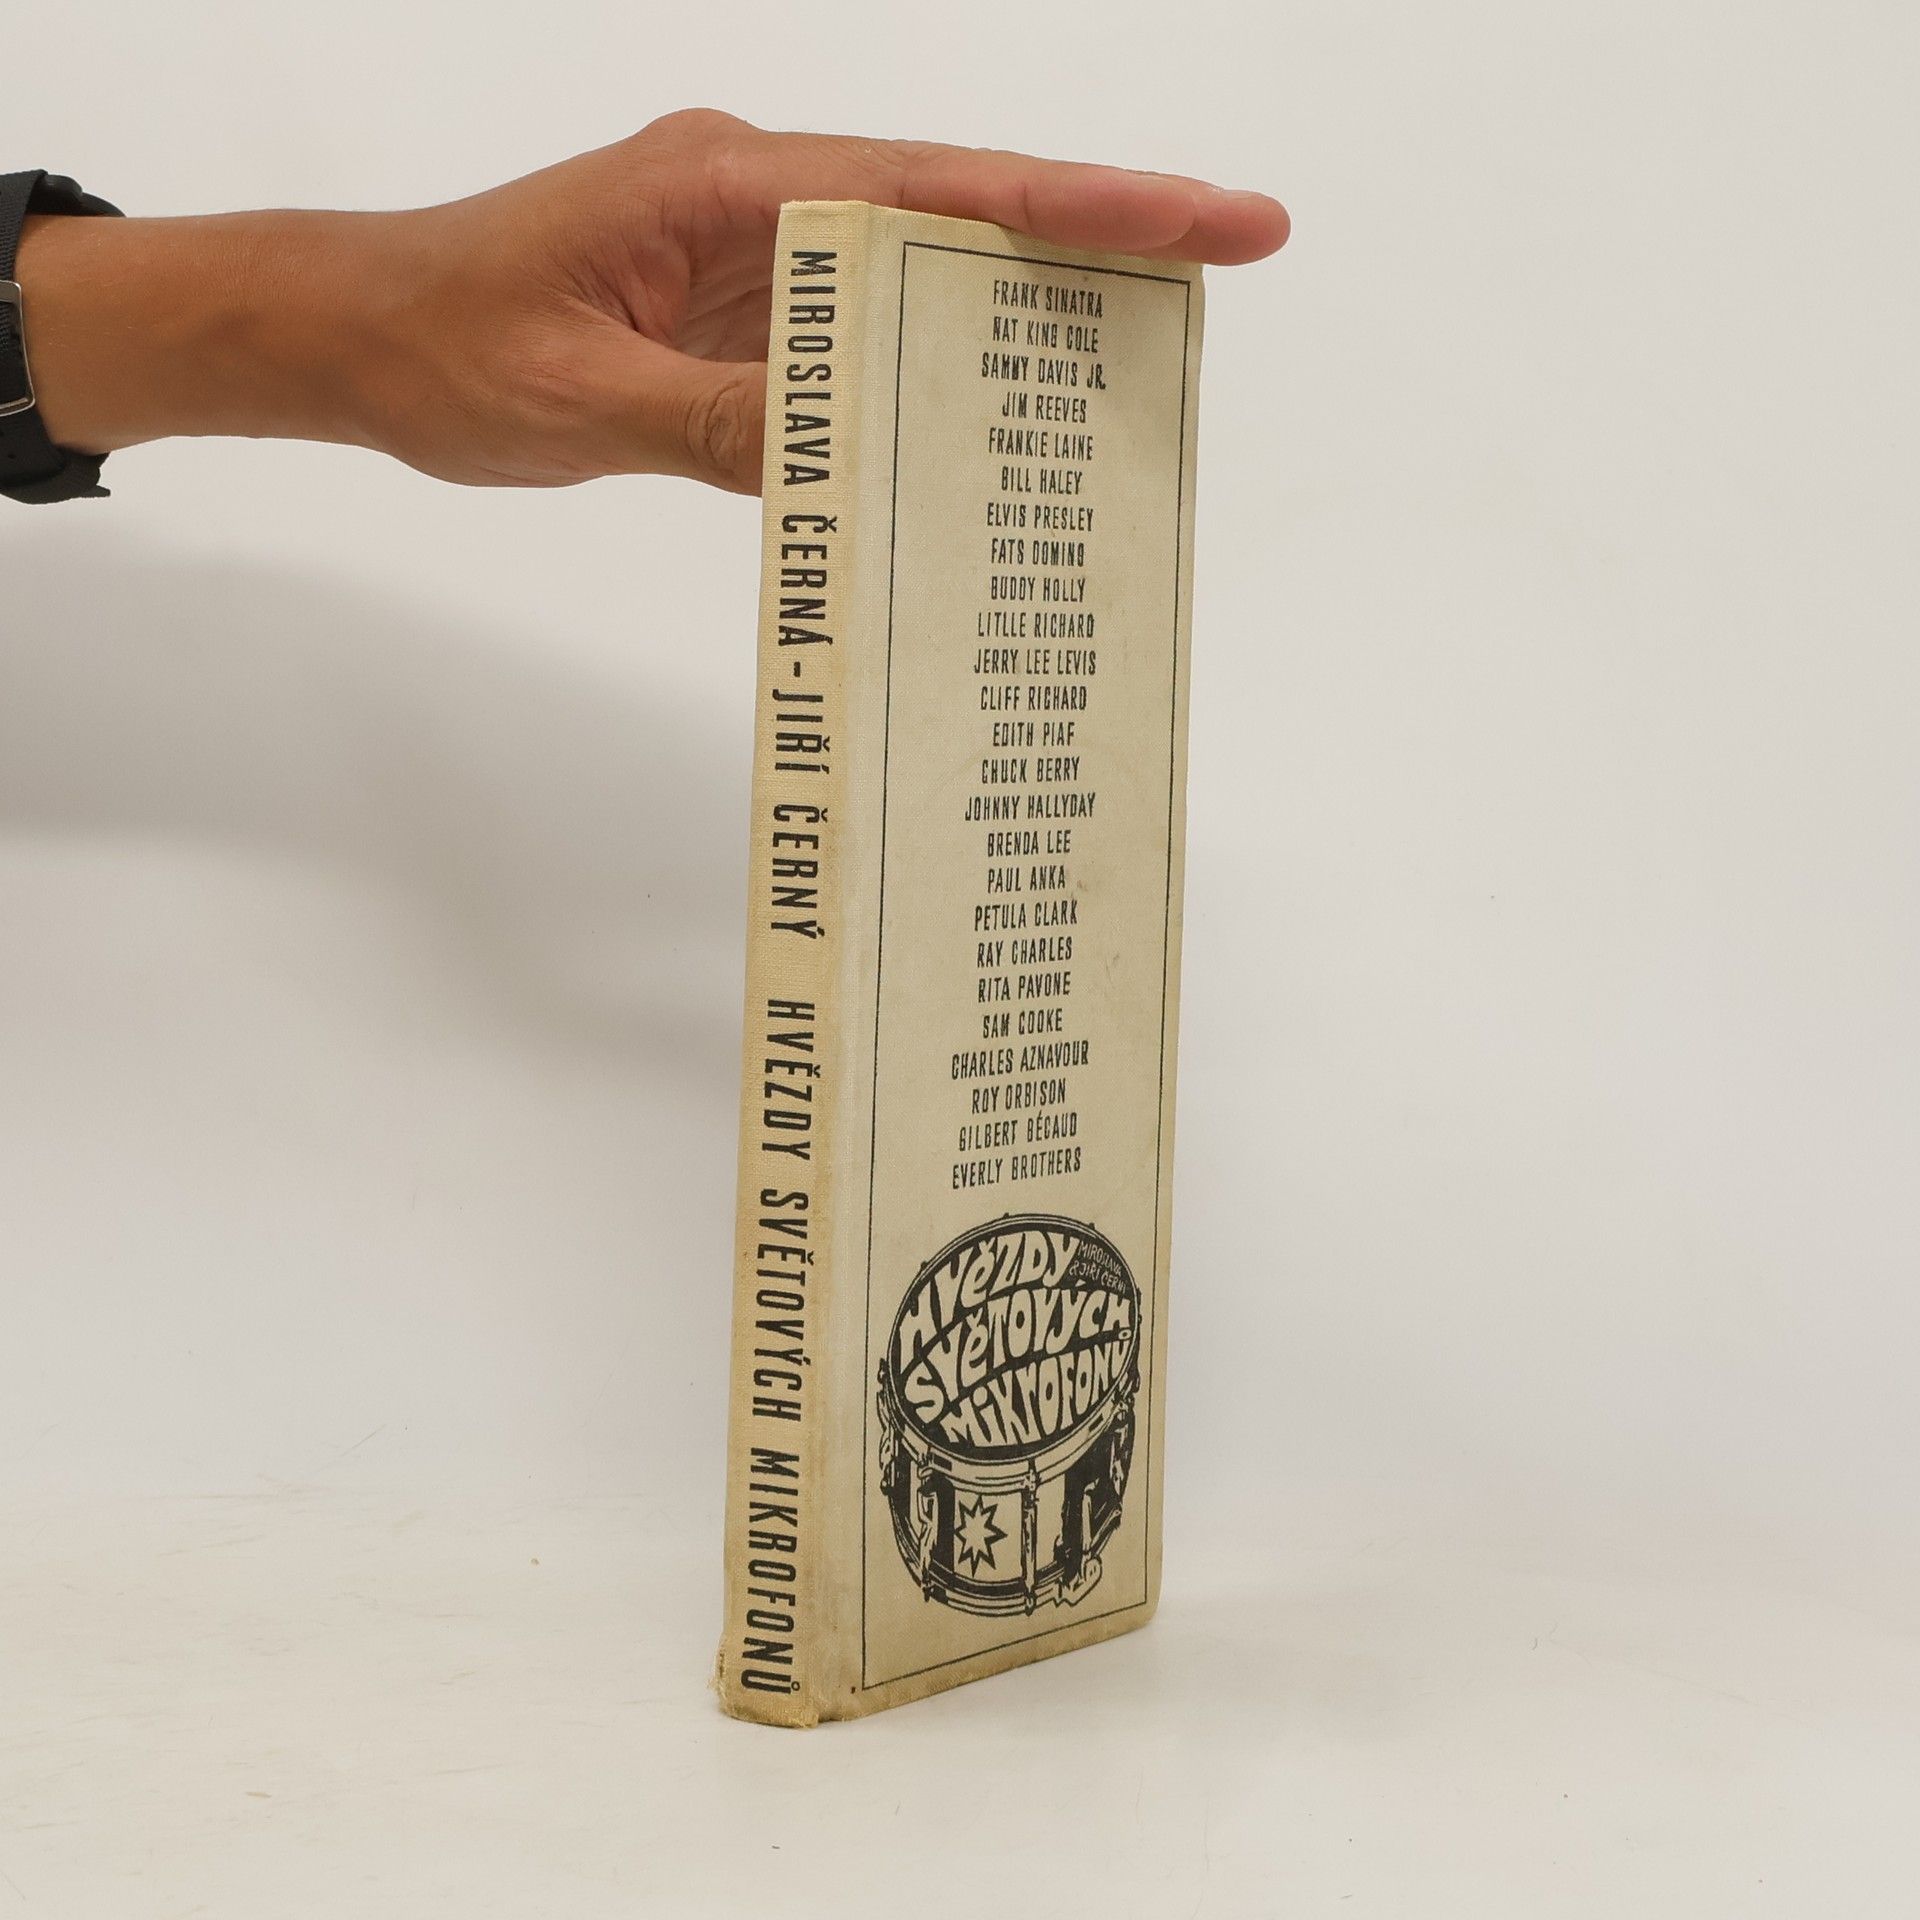 MIROSLAVA ČERNÁ-JIŘÍ ČERNÝ HVĚZDY SVĚTOVÝCH MIKROFONŮ
FRANK SINATRA
NAT KING COLE
SAMMY DAVIS JR.
JIM REEVES
FRANKIE LAINE
BILL HALEY
ELVIS PRESLEY
FATS DOMINO
BUDDY HOLLY
LITLLE RICHARD
JERRY LEE LEVIS
CLIFF RICHARD
EDITH PIAF
CHUCK BERRY
JOHNNY HALLYDAY
BRENDA LEE
PAUL ANKA
PETULA CLARK
RAY CHARLES
RITA PAVONE
SAM COOKE
CHARLES AZNAVOUR
ROY ORBISON
GILBERT BÉCAUD
EVERLY BROTHERS
HVĚZDY
MIROSLAVA
& JIŘÍ ČERNÍ
SVĚTOVÝCH
MIKROFONŮ